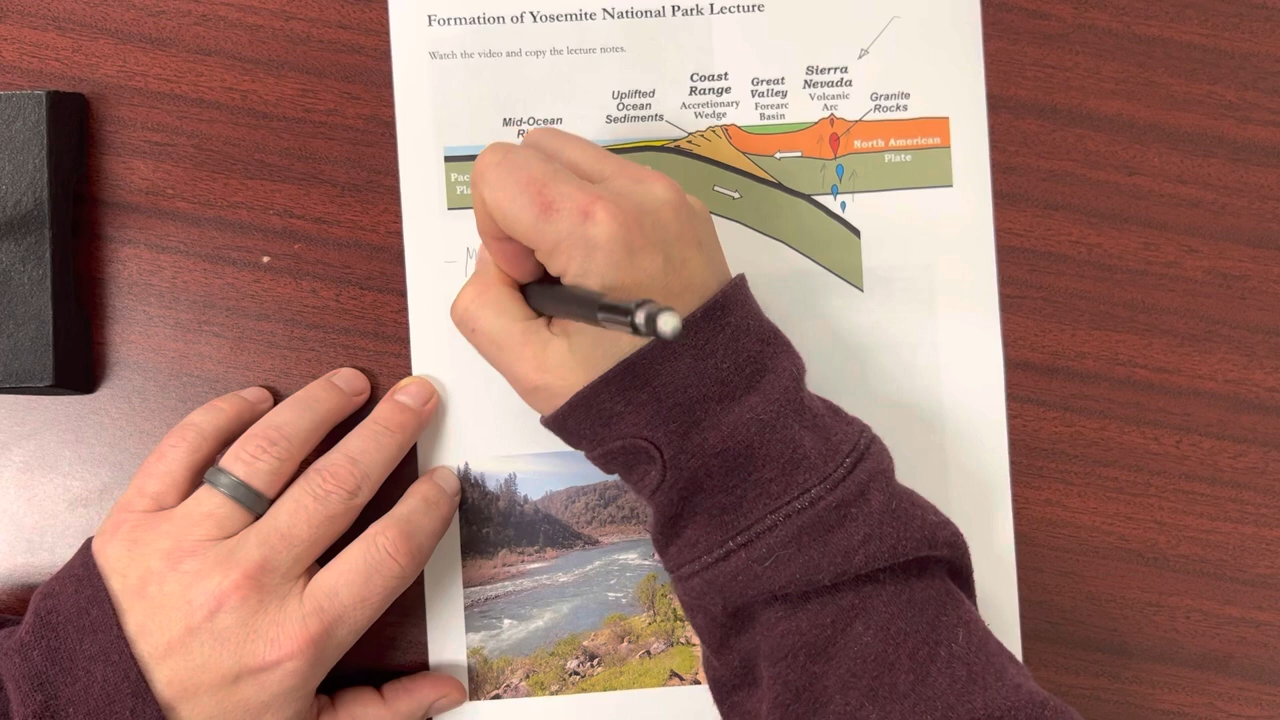 Formation of Yosemite National Park Lecture
Watch the video and copy the lecture notes.
Sierra
Nevada
Volcanic
Arc
Coast
Range
Accretionary
Wedge
Great
Valley
Forearc
Basin
Uplifted
Ocean
Sediments
Granite
Rocks
Mid-Ocean
North American
Plate